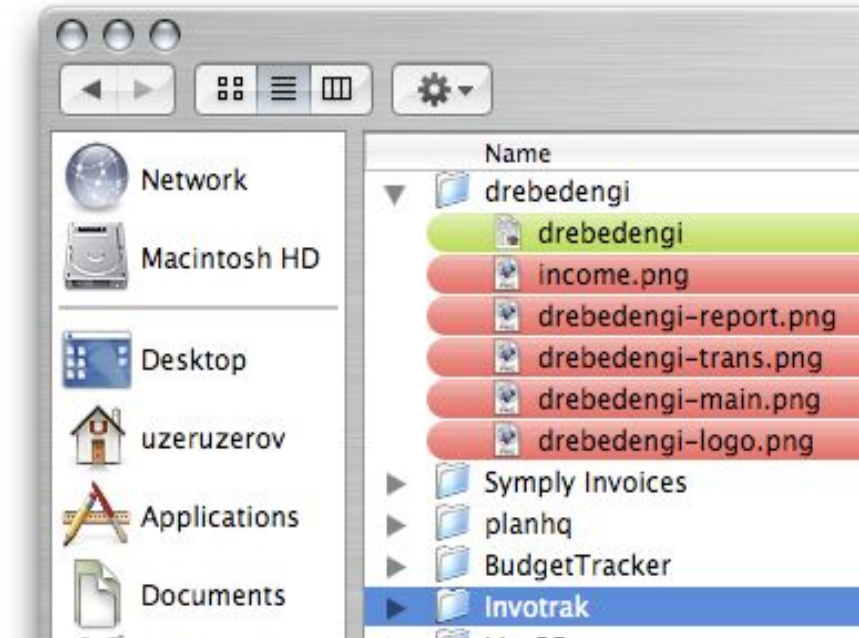 Network
Macintosh HD
Desktop
uzeruzerov
Applications
Documents
Name
drebedengi
drebedengi
income.png
drebedengi-report.png
drebedengi-trans.png
drebedengi-main.png
drebedengi-logo.png
Symply Invoices
planhq
BudgetTracker
Invotrak